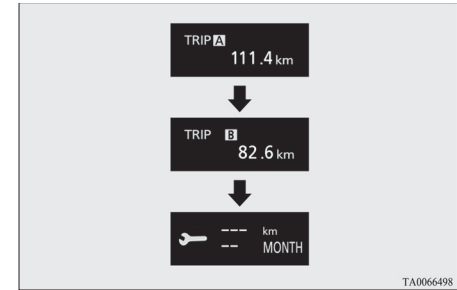 TRIP A
111.4 km
TRIP B
82.6 km
--- km
-- MONTH
TA0066498